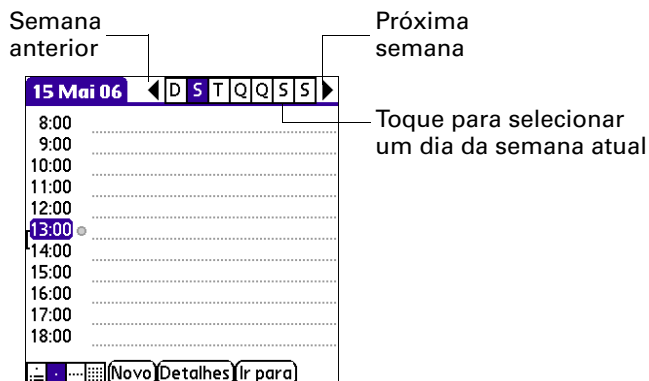 Semana
anterior
Próxima
semana
15 Mai 06 D S T Q Q S S
Toque para selecionar
um dia da semana atual
8:00
9:00
10:00
11:00
12:00
13:00
14:00
15:00
16:00
17:00
18:00
Novo Detalhes Ir para